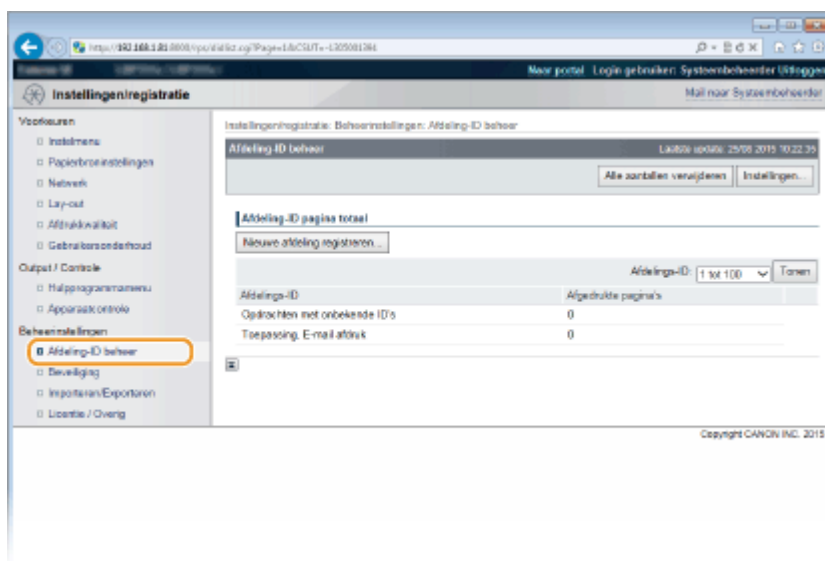 Naar portal Login gebruiker: Systeembeheerder Uitloggen
Instellingen/registratie
Mail naar Systeembeheerder
Voorkeuren
Instelmenu
Papierbroninstellingen
Netwerk
Lay-out
Afdrukkwaliteit
Gebruikersonderhoud
Output / Controle
Hulpprogrammamenu
Apparaatcontrole
Beheerinstellingen
Afdeling-ID beheer
Beveiliging
Importeren/Exporteren
Licentie / Overig
Instellingen/registratie: Beheerinstellingen: Afdeling-ID beheer
Afdeling-ID beheer
Laatste update: 25/08 2015 10:22:35
Alle aantallen verwijderen
Instellingen...
Afdeling-ID pagina totaal
Nieuwe afdeling registreren...
Afdelings-ID: 1 tot 100 Tonen
Afdelings-ID Afgedrukte pagina's
Opdrachten met onbekende ID's 0
Toepassing, E-mail afdruk 0
Copyright CANON INC. 2015